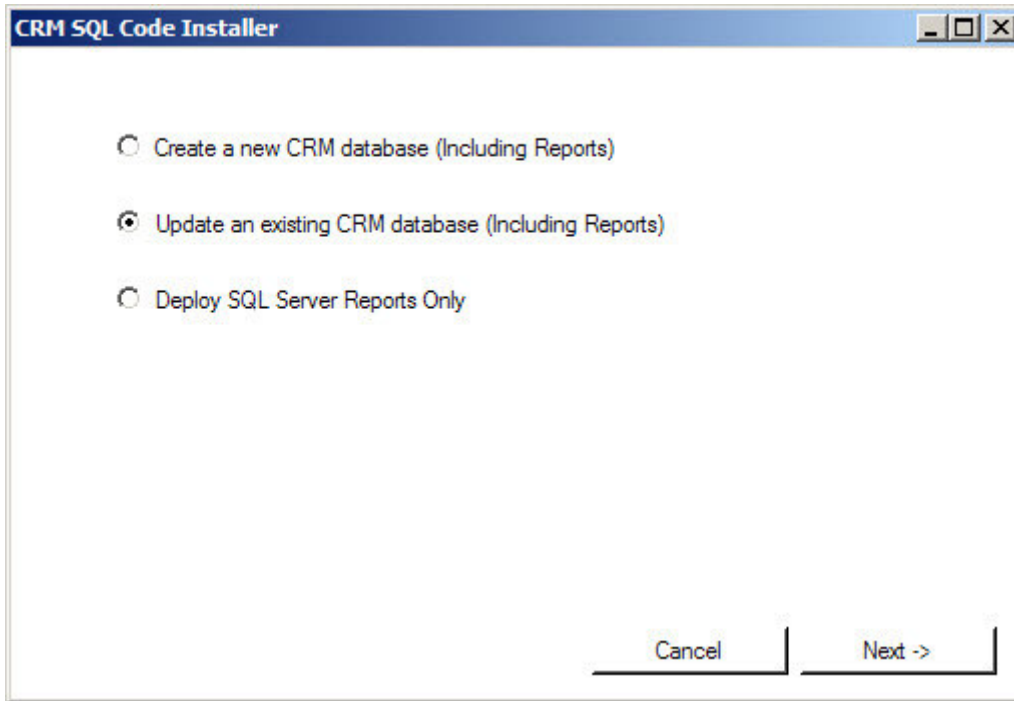 CRM SQL Code Installer
Create a new CRM database (Including Reports)
Update an existing CRM database (Including Reports)
Deploy SQL Server Reports Only
Cancel
Next ->